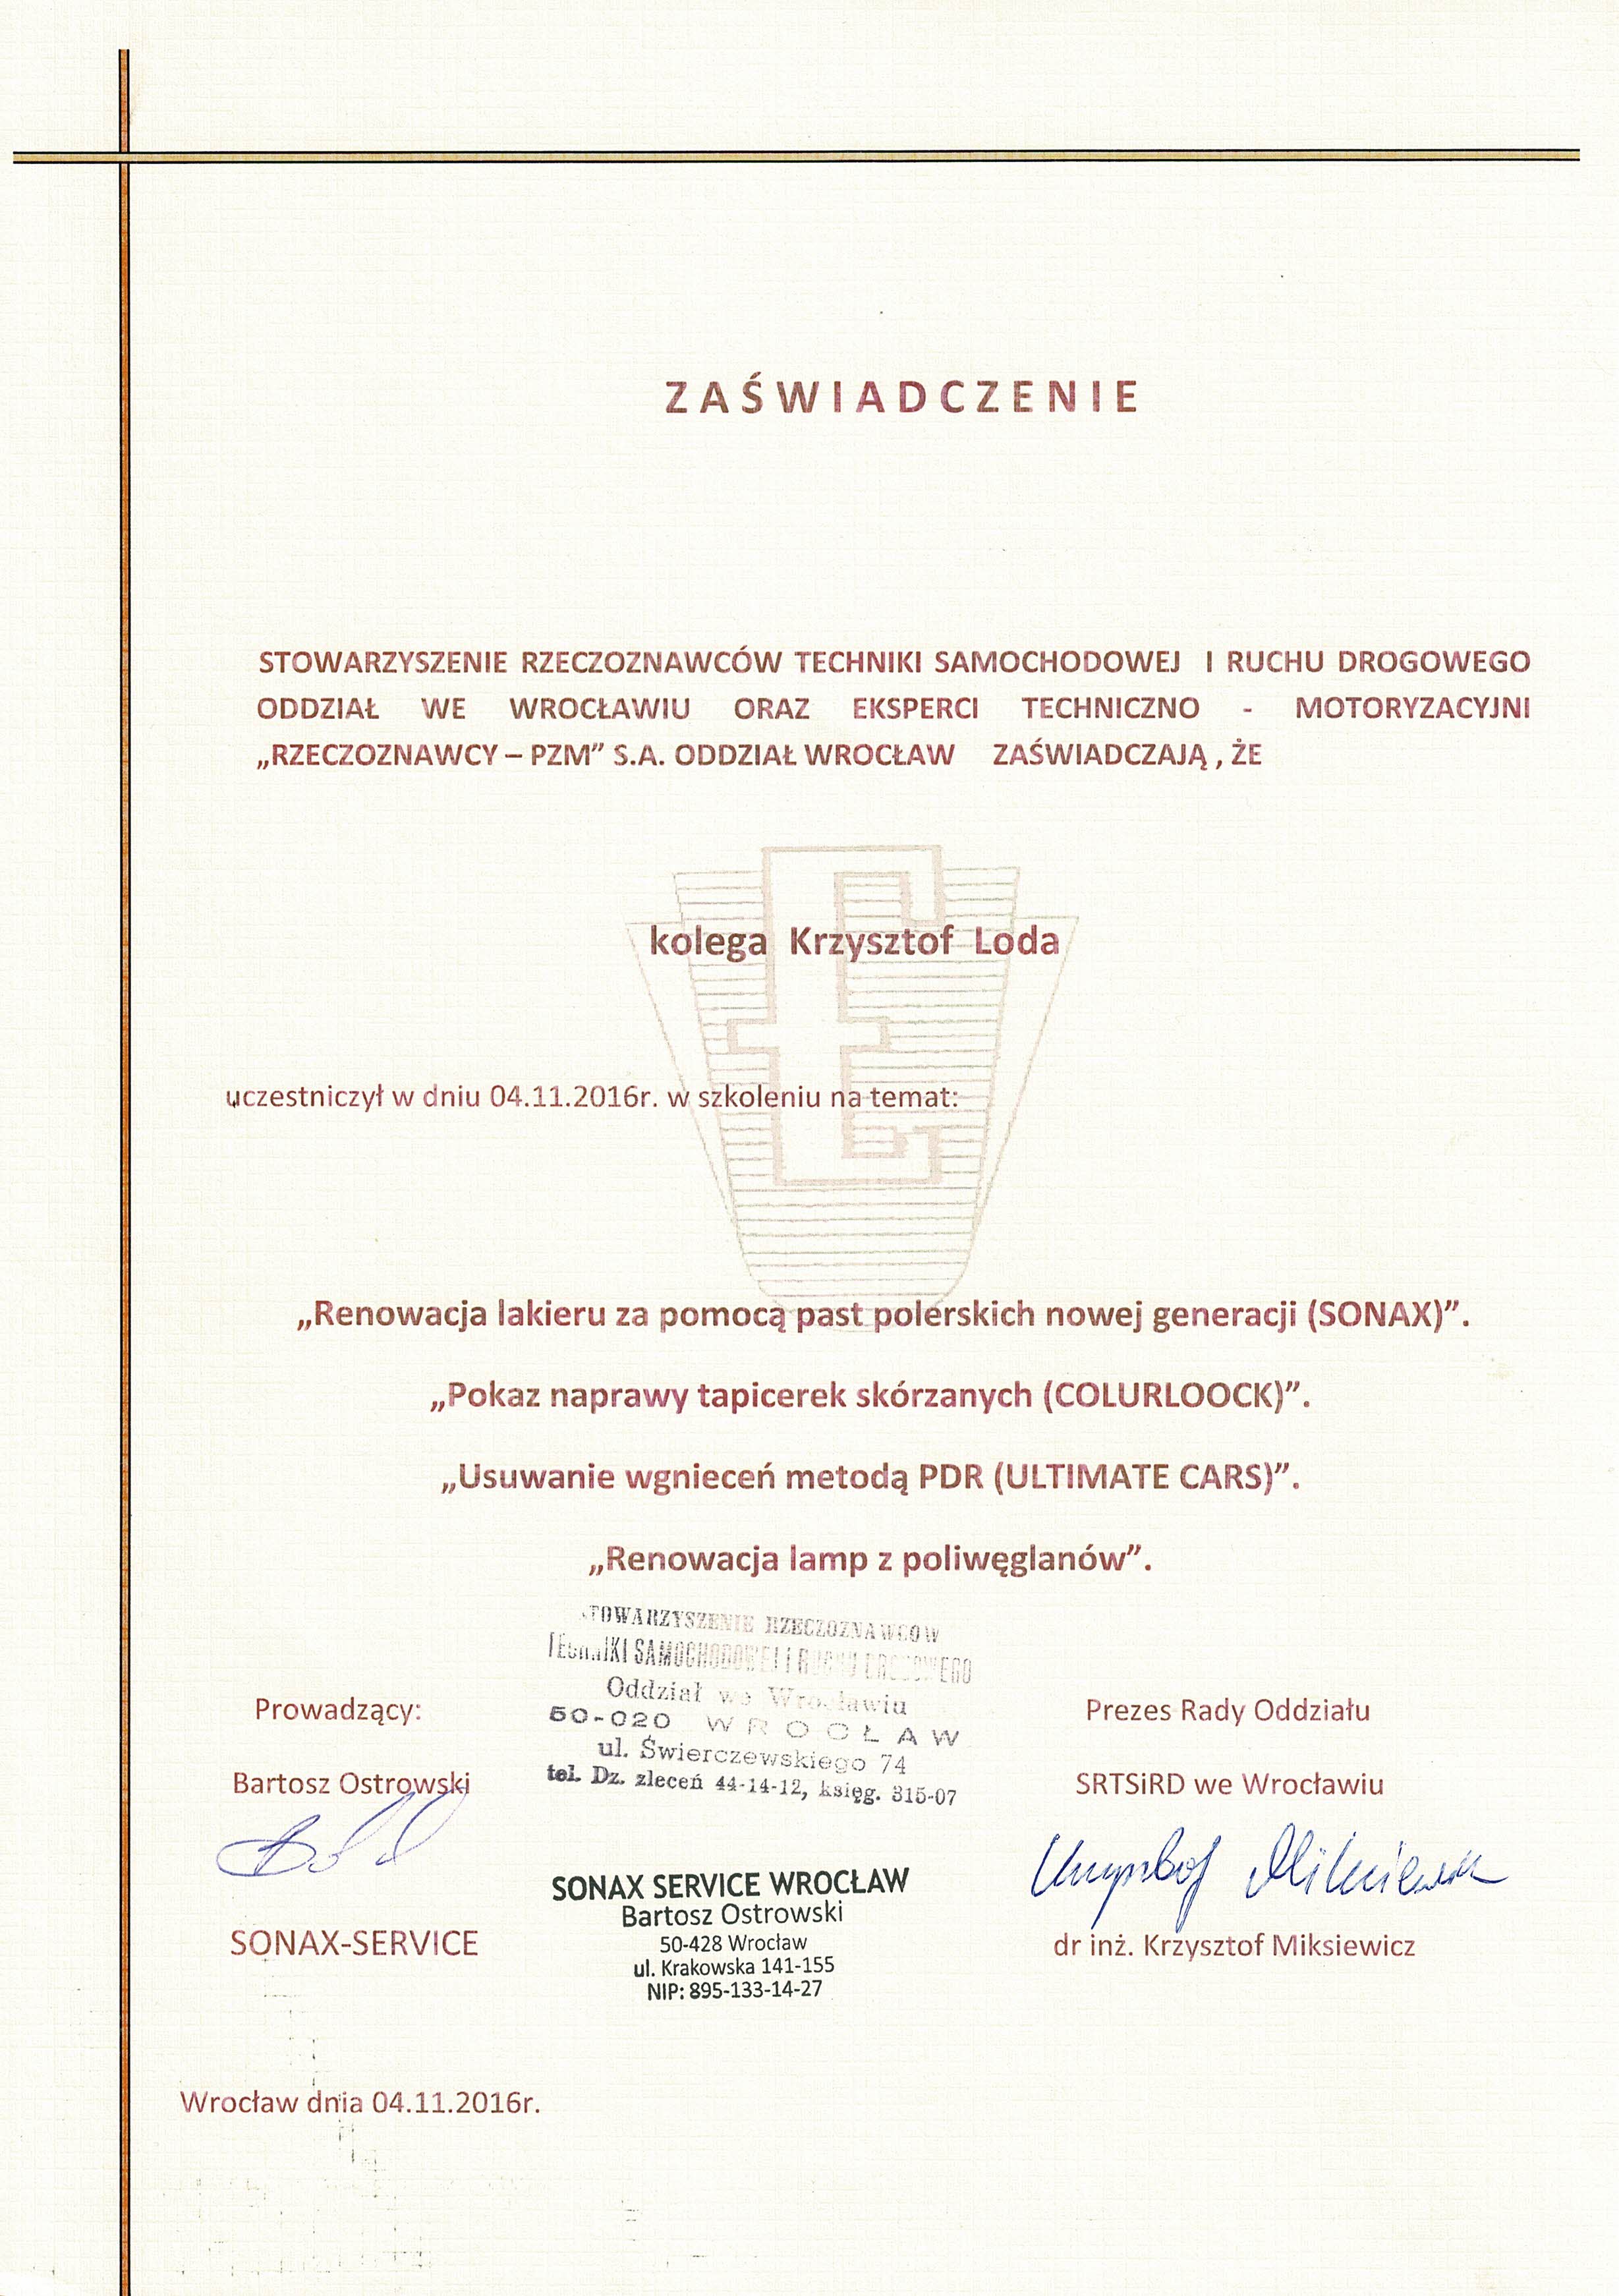 ZAŚWIADCZENIE
STOWARZYSZENIE RZECZOZNAWCÓW TECHNIKI SAMOCHODOWEJ I RUCHU DROGOWEGO
ODDZIAŁ WE WROCŁAWIU ORAZ EKSPERCI TECHNICZNO - MOTORYZACYJNI
„RZECZOZNAWCY – PZM” S.A. ODDZIAŁ WROCŁAW ZAŚWIADCZAJĄ , ŻE
kolega Krzysztof Loda
uczestniczył w dniu 04.11.2016r. w szkoleniu na temat:
„Renowacja lakieru za pomocą past polerskich nowej generacji (SONAX)”.
„Pokaz naprawy tapicerek skórzanych (COLURLOOCK)”.
„Usuwanie wgnieceń metodą PDR (ULTIMATE CARS)”.
„Renowacja lamp z poliwęglanów”.
STOWARZYSZENIE RZECZOZNAWCÓW
TECHNIKI SAMOCHODOWEJ I RUCHU DROGOWEGO
Oddział we Wrocławiu
50-020 WROCŁAW
ul. Świerczewskiego 74
tel. Dz. zleceń 44-14-12, księg. 315-07
Prowadzący:
Bartosz Ostrowski
SONAX-SERVICE
SONAX SERVICE WROCŁAW
Bartosz Ostrowski
50-428 Wrocław
ul. Krakowska 141-155
NIP: 895-133-14-27
Prezes Rady Oddziału
SRTSiRD we Wrocławiu
Krzysztof Miksiewicz
dr inż. Krzysztof Miksiewicz
Wrocław dnia 04.11.2016r.